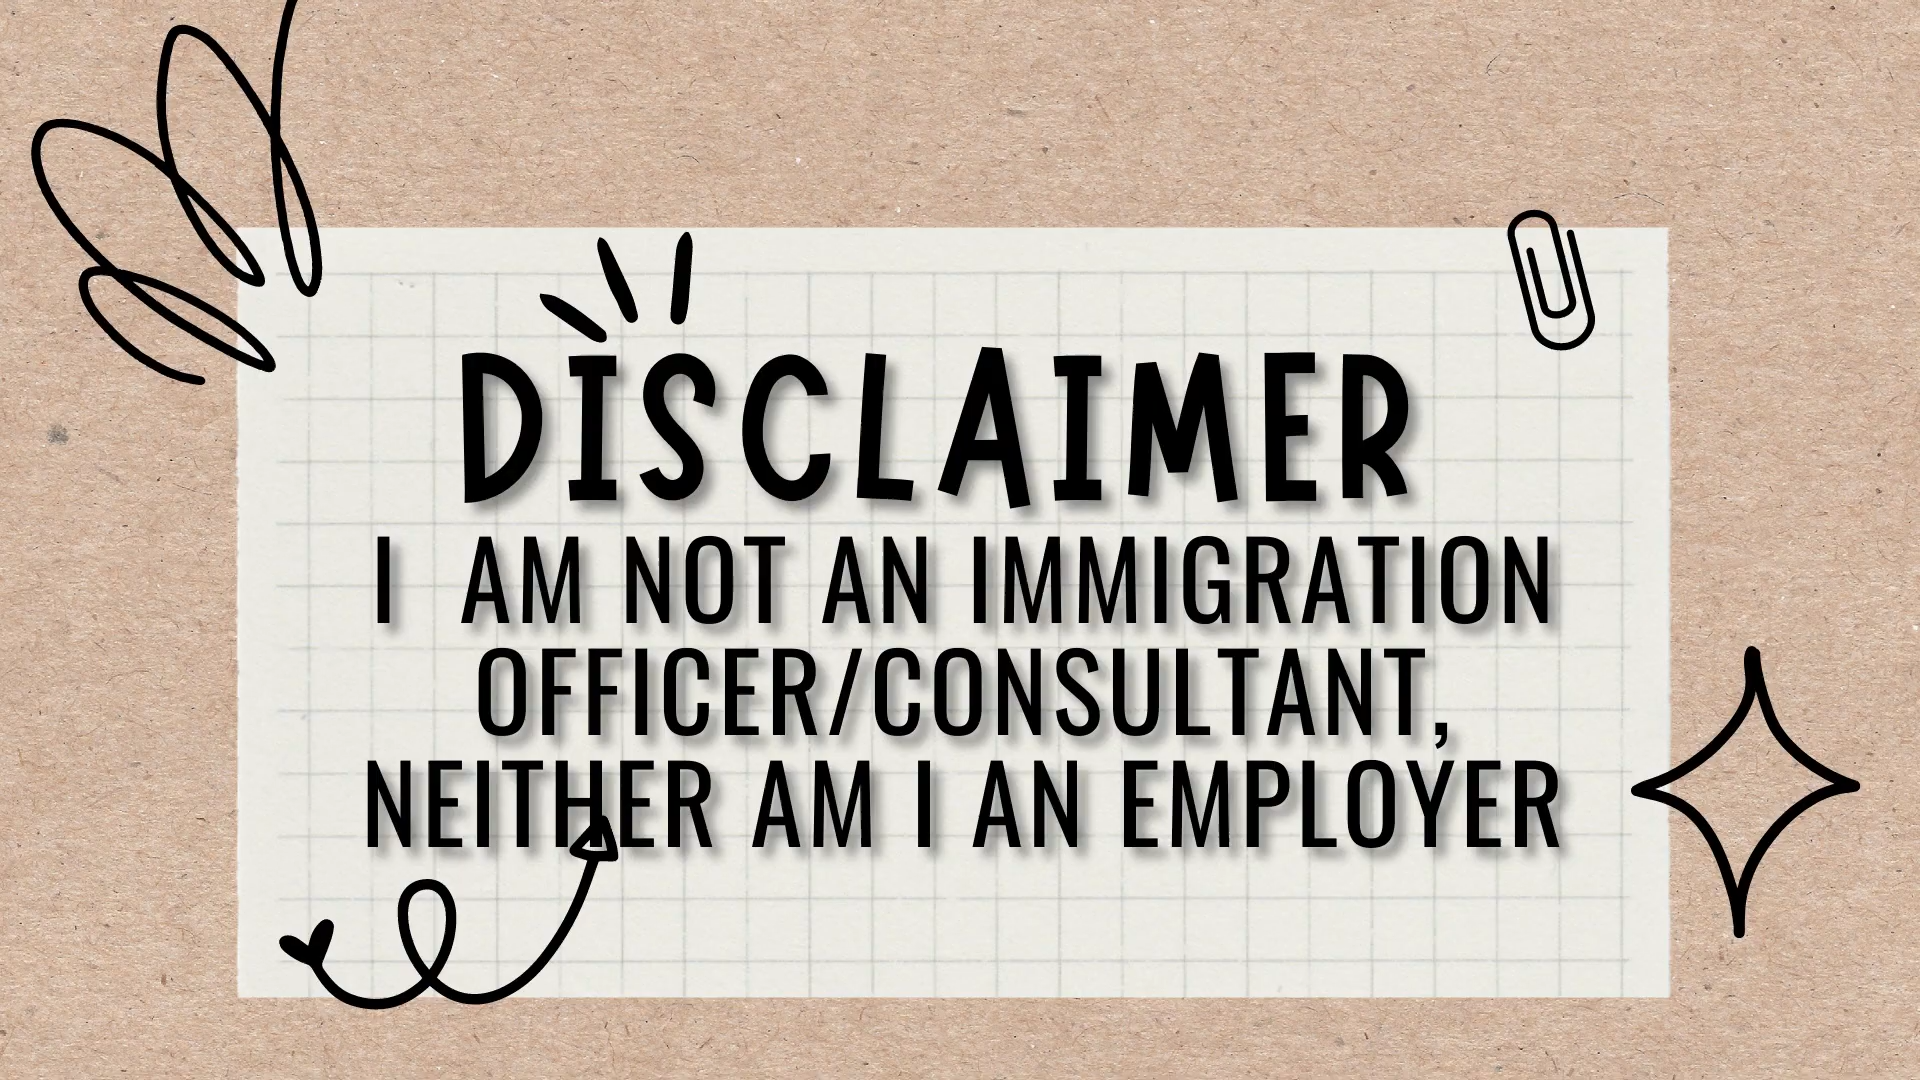 DISCLAIMER
I AM NOT AN IMMIGRATION
OFFICER/CONSULTANT,
NEITHER AM I AN EMPLOYER